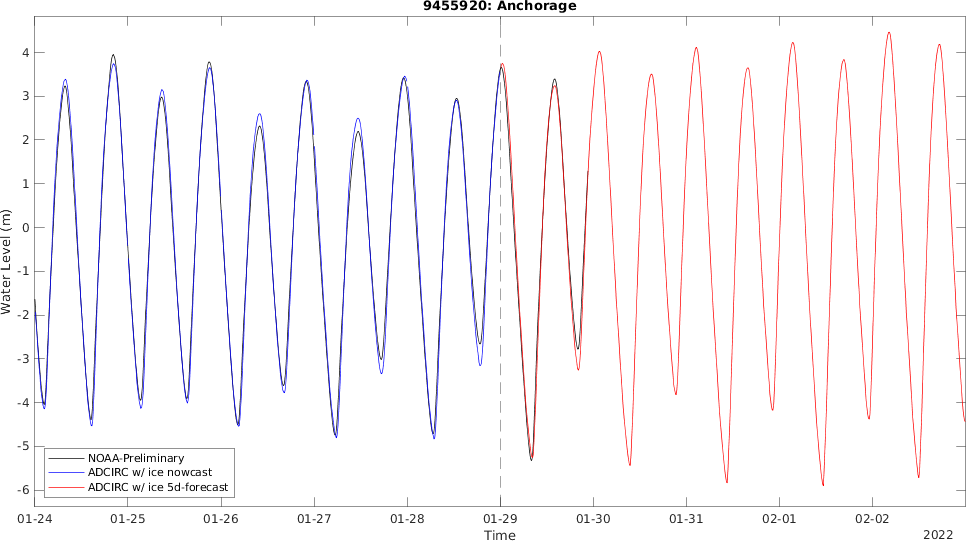 9455920: Anchorage
4
3
2
1
0
-1
-2
-3
-4
-5
-6
Water Level (m)
NOAA-Preliminary
ADCIRC w/ ice nowcast
ADCIRC w/ ice 5d-forecast
01-24 01-25 01-26 01-27 01-28 01-29 01-30 01-31 02-01 02-02
Time
2022